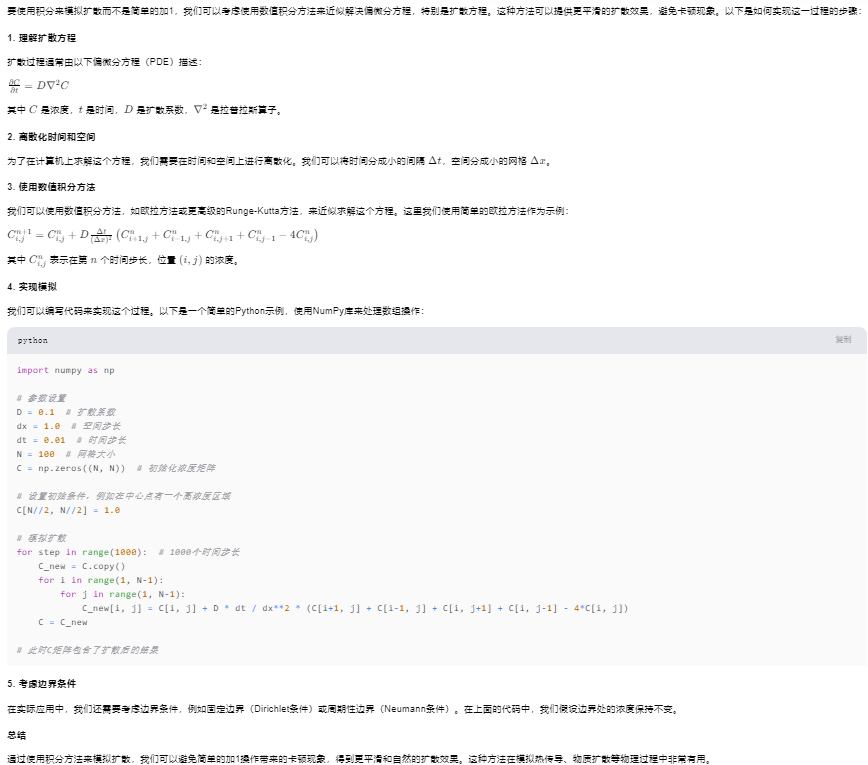 要使用积分来模拟扩散而不是简单的加1，我们可以考虑使用数值积分方法来近似解决偏微分方程，特别是扩散方程。这种方法可以提供更平滑的扩散效果，避免卡顿现象。以下是如何实现这一过程的步骤：
1. 理解扩散方程
扩散过程通常由以下偏微分方程（PDE）描述：
$\frac{\partial C}{\partial t} = D\nabla^2 C$
其中 $C$ 是浓度，$t$ 是时间，$D$ 是扩散系数，$\nabla^2$ 是拉普拉斯算子。
2. 离散化时间和空间
为了在计算机上求解这个方程，我们需要在时间和空间上进行离散化。我们可以将时间分成小的间隔 $\Delta t$，空间分成小的网格 $\Delta x$。
3. 使用数值积分方法
我们可以使用数值积分方法，如欧拉方法或更高级的Runge-Kutta方法，来近似求解这个方程。这里我们使用简单的欧拉方法作为示例：
$C_{i,j}^{n+1} = C_{i,j}^{n} + D\frac{\Delta t}{(\Delta x)^2}\left(C_{i+1,j}^{n} + C_{i-1,j}^{n} + C_{i,j+1}^{n} + C_{i,j-1}^{n} - 4C_{i,j}^{n}\right)$
其中 $C_{i,j}^{n}$ 表示在第 $n$ 个时间步长，位置 $(i, j)$ 的浓度。
4. 实现模拟
我们可以编写代码来实现这个过程。以下是一个简单的Python示例，使用NumPy库来处理数组操作：
python 复制
import numpy as np
# 参数设置
D = 0.1  # 扩散系数
dx = 1.0  # 空间步长
dt = 0.01  # 时间步长
N = 100  # 网格大小
C = np.zeros((N, N))  # 初始化浓度矩阵
# 设置初始条件，例如在中心点有一个高浓度区域
C[N//2, N//2] = 1.0
# 模拟扩散
for step in range(1000):  # 1000个时间步长
    C_new = C.copy()
    for i in range(1, N-1):
        for j in range(1, N-1):
            C_new[i, j] = C[i, j] + D * dt / dx**2 * (C[i+1, j] + C[i-1, j] + C[i, j+1] + C[i, j-1] - 4*C[i, j])
    C = C_new
# 此时C矩阵包含了扩散后的结果
5. 考虑边界条件
在实际应用中，我们还需要考虑边界条件，例如固定边界（Dirichlet条件）或周期性边界（Neumann条件）。在上面的代码中，我们假设边界处的浓度保持不变。
总结
通过使用积分方法来模拟扩散，我们可以避免简单的加1操作带来的卡顿现象，得到更平滑和自然的扩散效果。这种方法在模拟热传导、物质扩散等物理过程中非常有用。